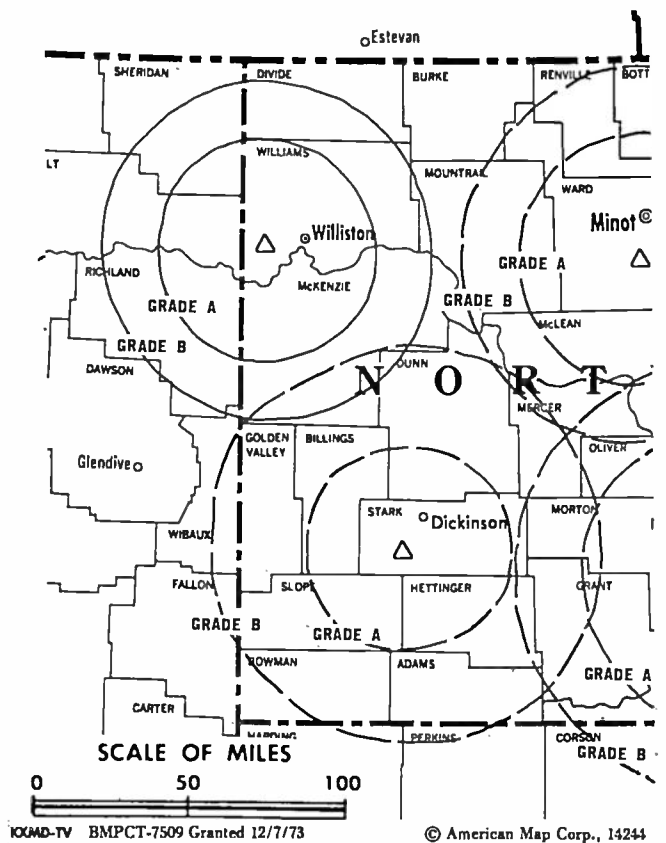 Estevan
SHERIDAN DIVIDE BURKE RENVILLE BOTT
LT WILLIAMS MOUNTRAIL WARD
Minot
Williston
GRADE A
RICHLAND McKENZIE GRADE B
GRADE A McLEAN
GRADE B
DAWSON DUNN N O R T
MERCER
GOLDEN VALLEY BILLINGS OLIVER
Glendive
STARK Dickinson MORTON
WIBAUX
FALLON SLOPE HETTINGER GRANT
GRADE B GRADE A
BOWMAN ADAMS GRADE A
CARTER
HARDING PERKINS CORSON
SCALE OF MILES GRADE B
0 50 100
KXMD-TV BMPCT-7509 Granted 12/7/73 © American Map Corp., 14244